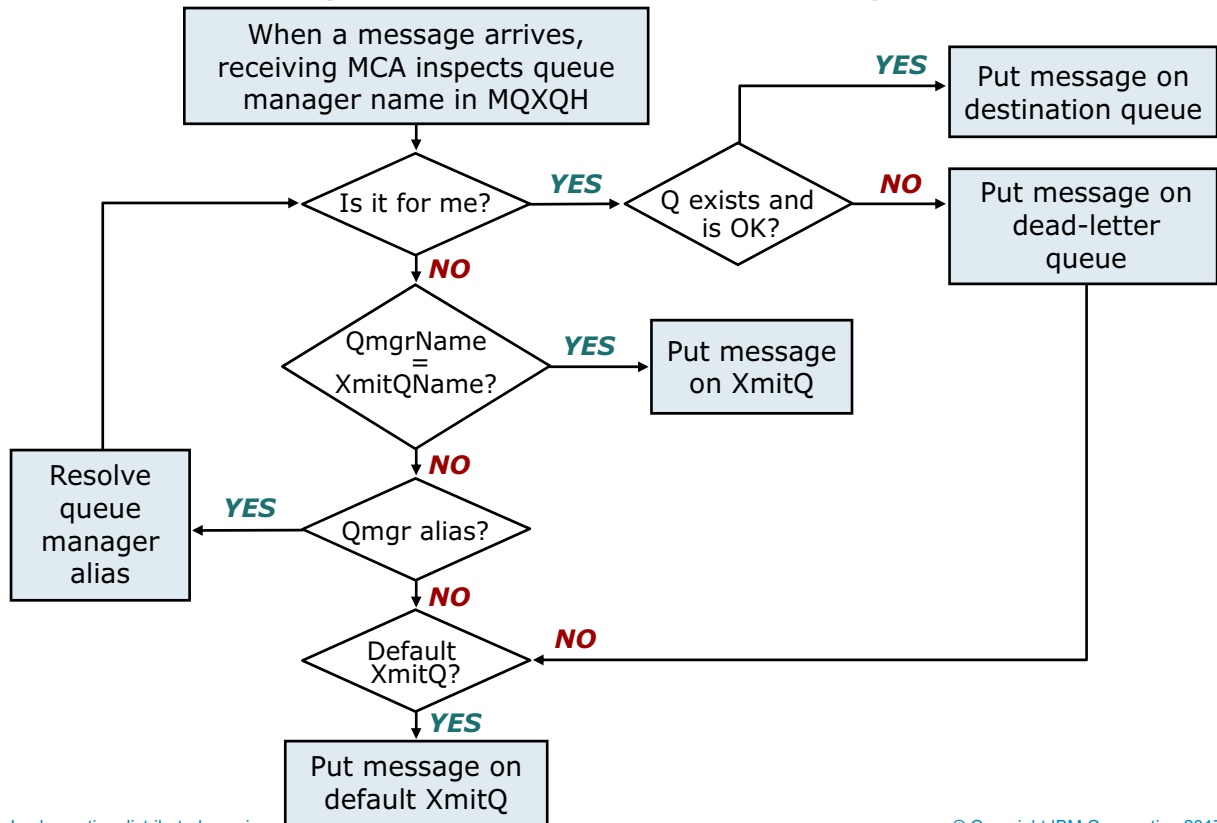 When a message arrives,
receiving MCA inspects queue
manager name in MQXQH
YES
Put message on
destination queue
Is it for me?
YES
Q exists and
is OK?
NO
Put message on
dead-letter
queue
NO
QmgrName
=
XmitQName?
YES
Put message
on XmitQ
NO
Resolve
queue
manager
alias
YES
Qmgr alias?
NO
Default
XmitQ?
NO
YES
Put message on
default XmitQ